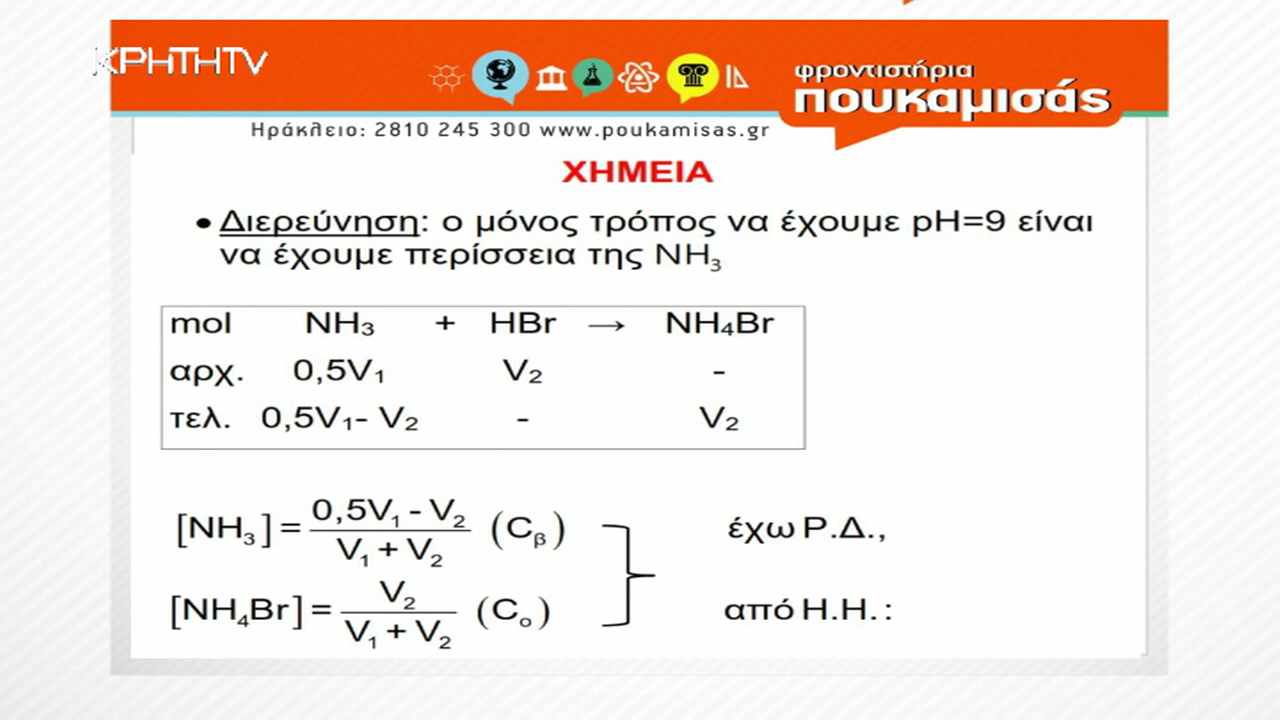 ΚΡΗΤΗTV
φροντιστήρια
πουκαμισάς
Ηράκλειο: 2810 245 300 www.poukamisas.gr
ΧΗΜΕΙΑ
• Διερεύνηση: ο μόνος τρόπος να έχουμε pH=9 είναι
να έχουμε περίσσεια της NH₃
mol NH₃ + HBr → NH₄Br
αρχ. 0,5V₁ V₂ -
τελ. 0,5V₁- V₂ - V₂
[NH₃] = (0,5V₁ - V₂)/(V₁ + V₂) (Cβ) έχω Ρ.Δ.,
[NH₄Br] = V₂/(V₁ + V₂) (Cₒ) από Η.Η.: